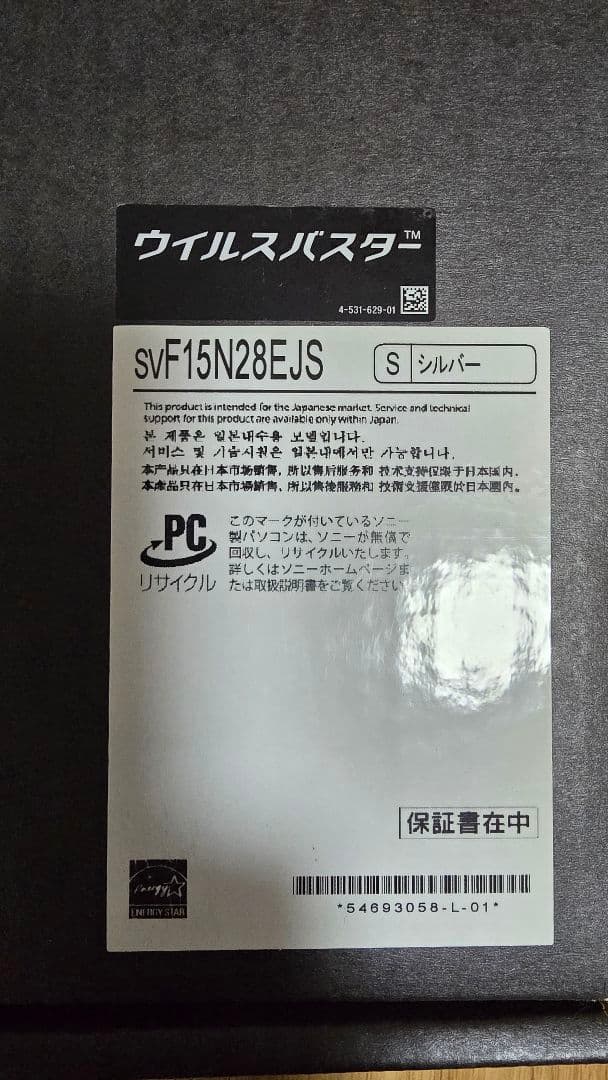 ウイルスバスター™
4-531-629-01
SVF15N28EJS
S シルバー
This product is intended for the Japanese market. Service and technical
support for this product are available only within Japan.
본 제품은 일본내수용 모델입니다.
서비스 및 기술지원은 일본내에서만 가능합니다.
本产品只在日本市场销售，所以售后服务和 技术支持仅限于日本国内。
本產品只在日本市場銷售、所以售後服務和 技術支援僅限於日本國內。
PC
リサイクル
このマークが付いているソニー
製パソコンは、ソニーが無償で
回収し、リサイクルいたします。
詳しくはソニーホームページま
たは取扱説明書をご覧ください
保証書在中
energy
ENERGY STAR
*54693058-L-01*